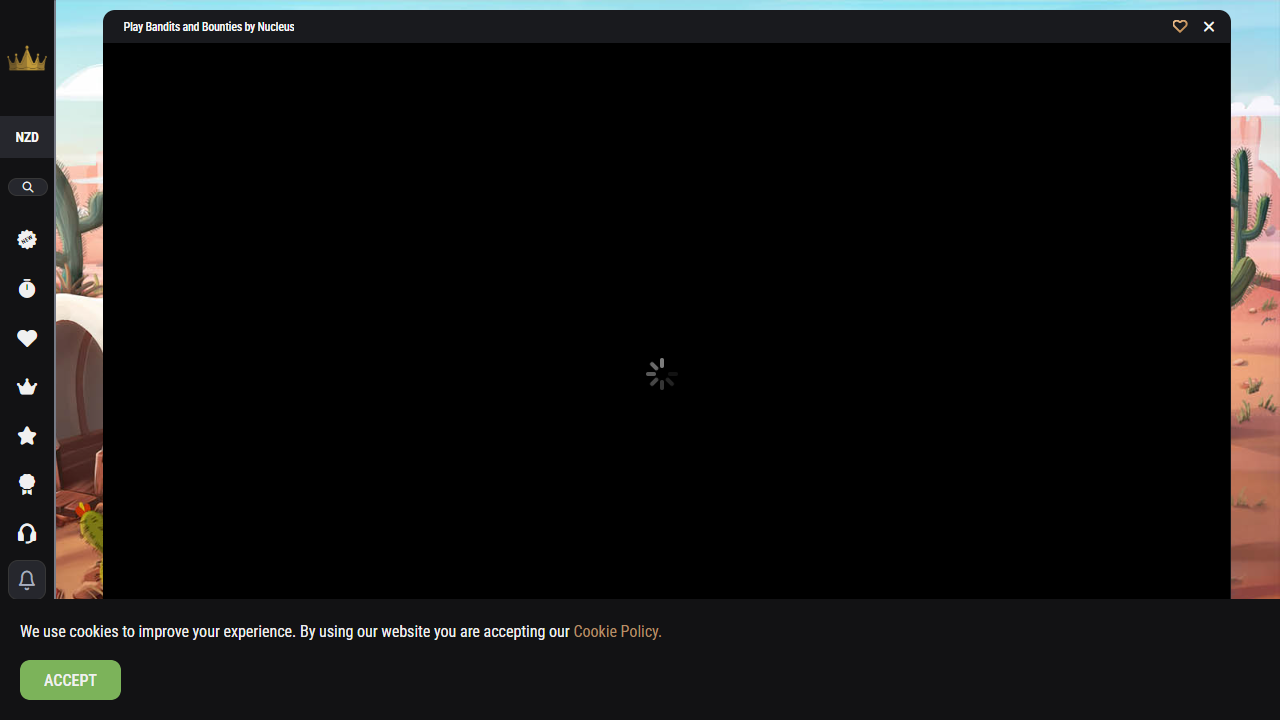 Play Bandits and Bounties by Nucleus
NZD
NEW
We use cookies to improve your experience. By using our website you are accepting our Cookie Policy.
ACCEPT